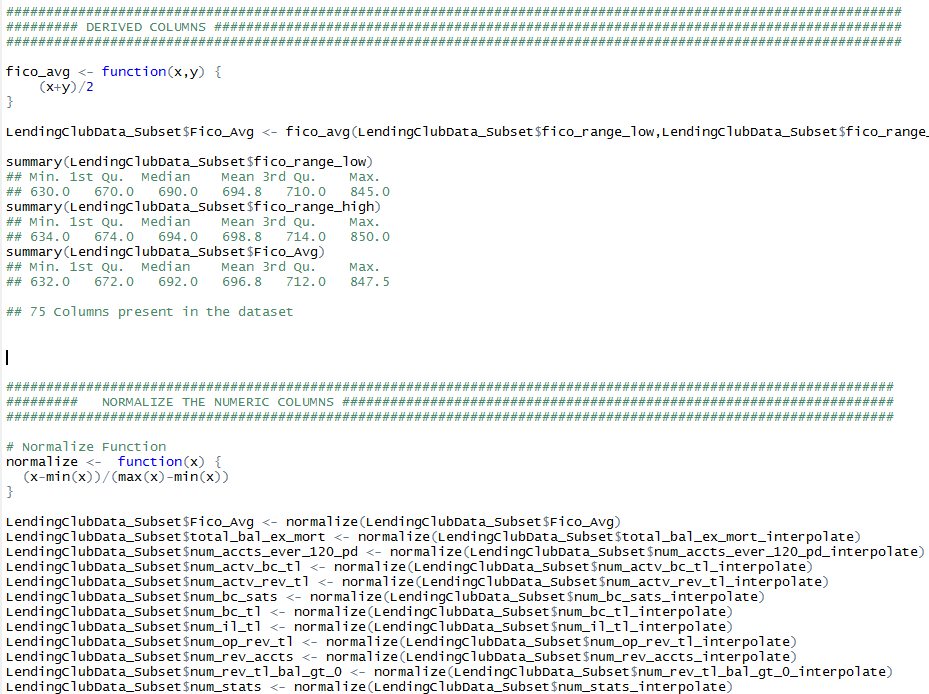 ################################################################################################################
######### DERIVED COLUMNS ######################################################################################
################################################################################################################
fico_avg <- function(x,y) {
    (x+y)/2
}
LendingClubData_Subset$Fico_Avg <- fico_avg(LendingClubData_Subset$fico_range_low,LendingClubData_Subset$fico_range_
summary(LendingClubData_Subset$fico_range_low)
## Min. 1st Qu.  Median    Mean 3rd Qu.    Max.
## 630.0   670.0   690.0   694.8   710.0   845.0
summary(LendingClubData_Subset$fico_range_high)
## Min. 1st Qu.  Median    Mean 3rd Qu.    Max.
## 634.0   674.0   694.0   698.8   714.0   850.0
summary(LendingClubData_Subset$Fico_Avg)
## Min. 1st Qu.  Median    Mean 3rd Qu.    Max.
## 632.0   672.0   692.0   696.8   712.0   847.5
## 75 Columns present in the dataset
###############################################################################################################
#########   NORMALIZE THE NUMERIC COLUMNS #####################################################################
###############################################################################################################
# Normalize Function
normalize <-  function(x) {
  (x-min(x))/(max(x)-min(x))
}
LendingClubData_Subset$Fico_Avg <- normalize(LendingClubData_Subset$Fico_Avg)
LendingClubData_Subset$total_bal_ex_mort <- normalize(LendingClubData_Subset$total_bal_ex_mort_interpolate)
LendingClubData_Subset$num_accts_ever_120_pd <- normalize(LendingClubData_Subset$num_accts_ever_120_pd_interpolate)
LendingClubData_Subset$num_actv_bc_tl <- normalize(LendingClubData_Subset$num_actv_bc_tl_interpolate)
LendingClubData_Subset$num_actv_rev_tl <- normalize(LendingClubData_Subset$num_actv_rev_tl_interpolate)
LendingClubData_Subset$num_bc_sats <- normalize(LendingClubData_Subset$num_bc_sats_interpolate)
LendingClubData_Subset$num_bc_tl <- normalize(LendingClubData_Subset$num_bc_tl_interpolate)
LendingClubData_Subset$num_il_tl <- normalize(LendingClubData_Subset$num_il_tl_interpolate)
LendingClubData_Subset$num_op_rev_tl <- normalize(LendingClubData_Subset$num_op_rev_tl_interpolate)
LendingClubData_Subset$num_rev_accts <- normalize(LendingClubData_Subset$num_rev_accts_interpolate)
LendingClubData_Subset$num_rev_tl_bal_gt_0 <- normalize(LendingClubData_Subset$num_rev_tl_bal_gt_0_interpolate)
LendingClubData_Subset$num_stats <- normalize(LendingClubData_Subset$num_stats_interpolate)